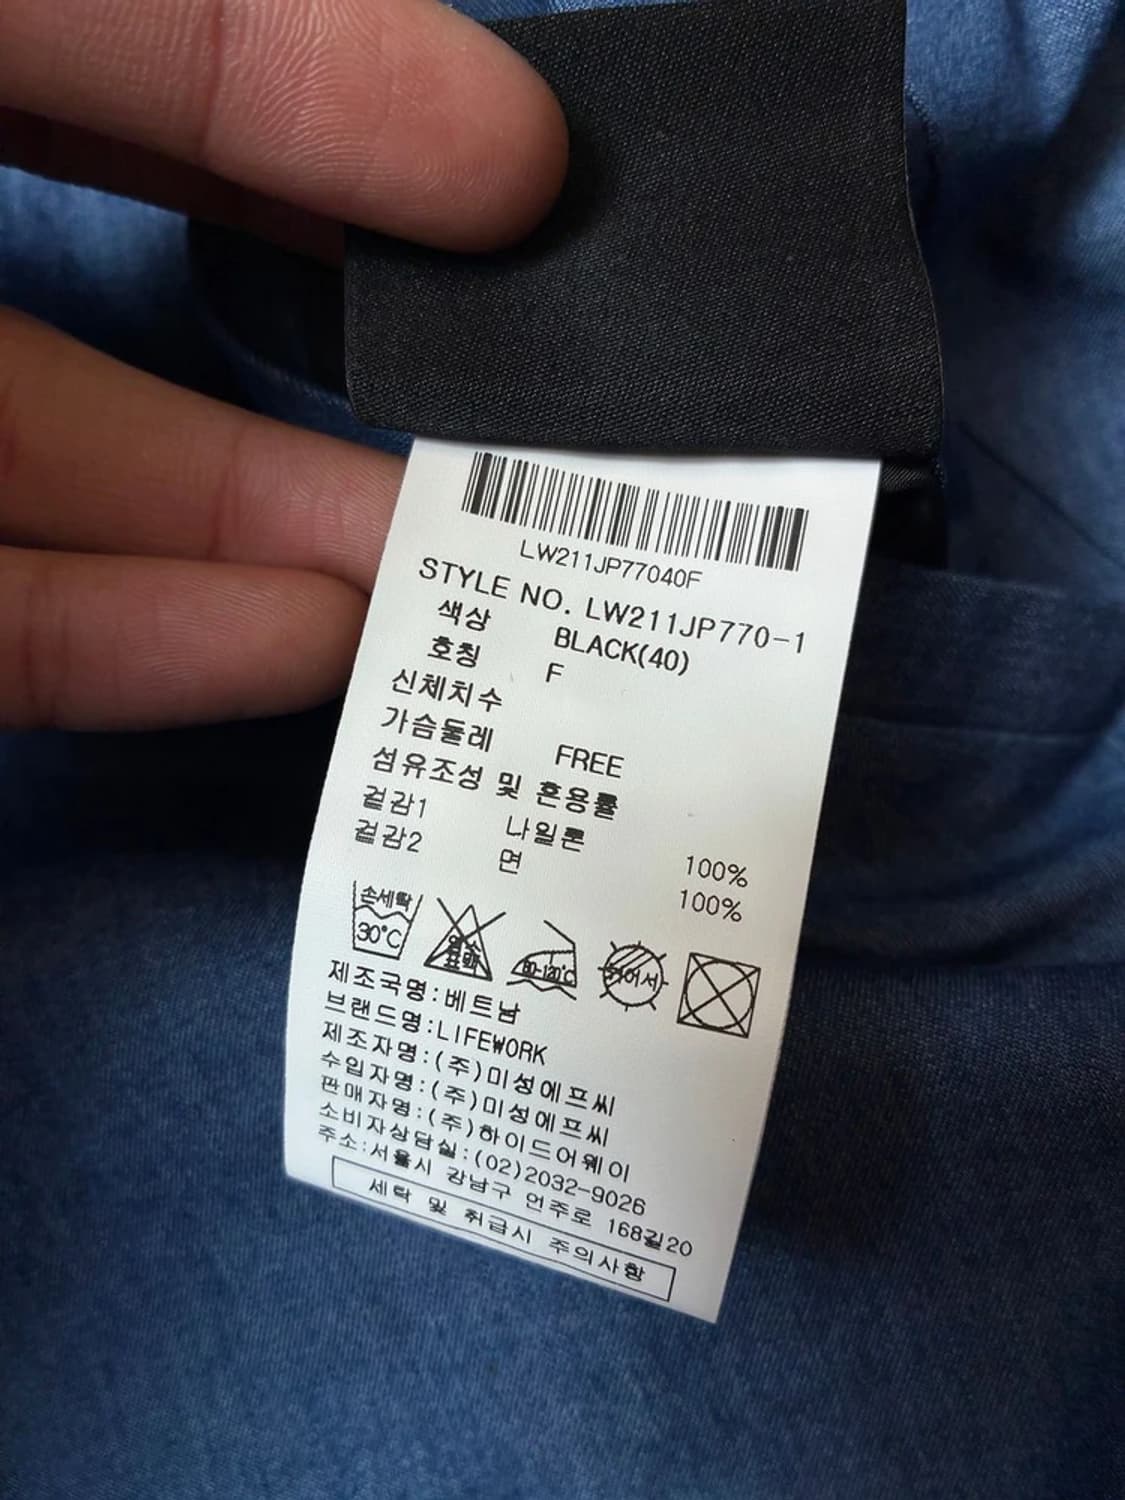 LW211JP77040F
STYLE NO. LW211JP770-1
색상 BLACK(40)
호칭 F
신체치수
가슴둘레 FREE
섬유조성 및 혼용률
겉감1 나일론 100%
겉감2 면 100%
손세탁
30°C
80-120°C
제조국명:베트남
브랜드명:LIFEWORK
제조자명:(주)미성에프씨
수입자명:(주)미성에프씨
판매자명:(주)하이드어웨이
소비자상담실:(02)2032-9026
주소:서울시 강남구 언주로 168길20
세탁 및 취급시 주의사항